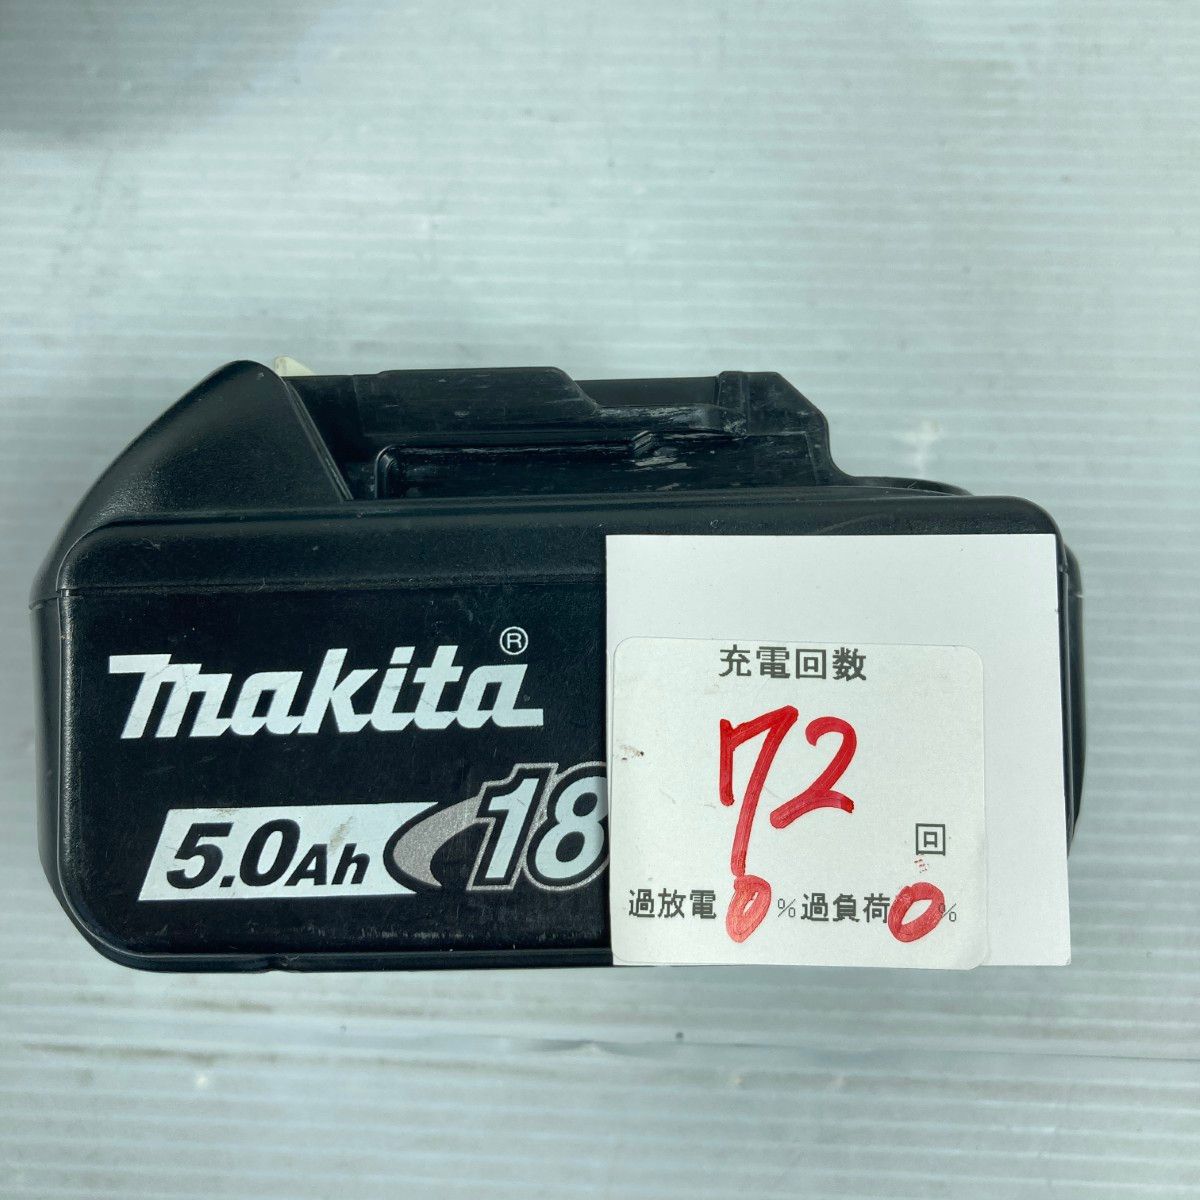 makita®
5.0Ah 18
充電回数
72
回
過放電 0 % 過負荷 0 %